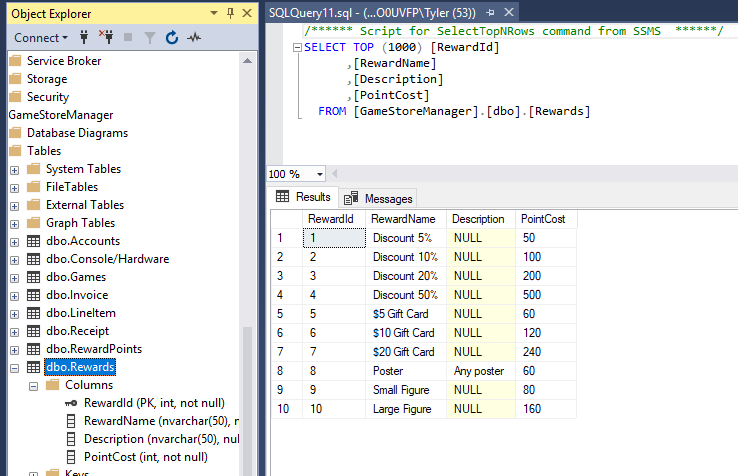 Object Explorer
Connect
Service Broker
Storage
Security
GameStoreManager
Database Diagrams
Tables
System Tables
FileTables
External Tables
Graph Tables
dbo.Accounts
dbo.Console/Hardware
dbo.Games
dbo.Invoice
dbo.LineItem
dbo.Receipt
dbo.RewardPoints
dbo.Rewards
Columns
RewardId (PK, int, not null)
RewardName (nvarchar(50), n
Description (nvarchar(50), nul
PointCost (int, not null)
Keys
SQLQuery11.sql - (...O0UVFP\Tyler (53))
/****** Script for SelectTopNRows command from SSMS  ******/
SELECT TOP (1000) [RewardId]
,[RewardName]
,[Description]
,[PointCost]
FROM [GameStoreManager].[dbo].[Rewards]
100 %
Results Messages
RewardId RewardName Description PointCost
1 1 Discount 5% NULL 50
2 2 Discount 10% NULL 100
3 3 Discount 20% NULL 200
4 4 Discount 50% NULL 500
5 5 $5 Gift Card NULL 60
6 6 $10 Gift Card NULL 120
7 7 $20 Gift Card NULL 240
8 8 Poster Any poster 60
9 9 Small Figure NULL 80
10 10 Large Figure NULL 160